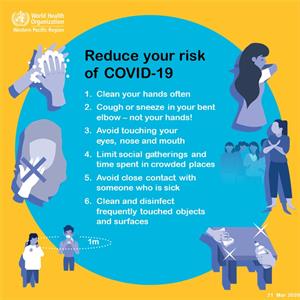 World Health
Organization
Western Pacific Region
Reduce your risk
of COVID-19
1. Clean your hands often
2. Cough or sneeze in your bent
elbow – not your hands!
3. Avoid touching your
eyes, nose and mouth
4. Limit social gatherings and
time spent in crowded places
5. Avoid close contact with
someone who is sick
6. Clean and disinfect
frequently touched objects
and surfaces
1m
21 Mar 2020